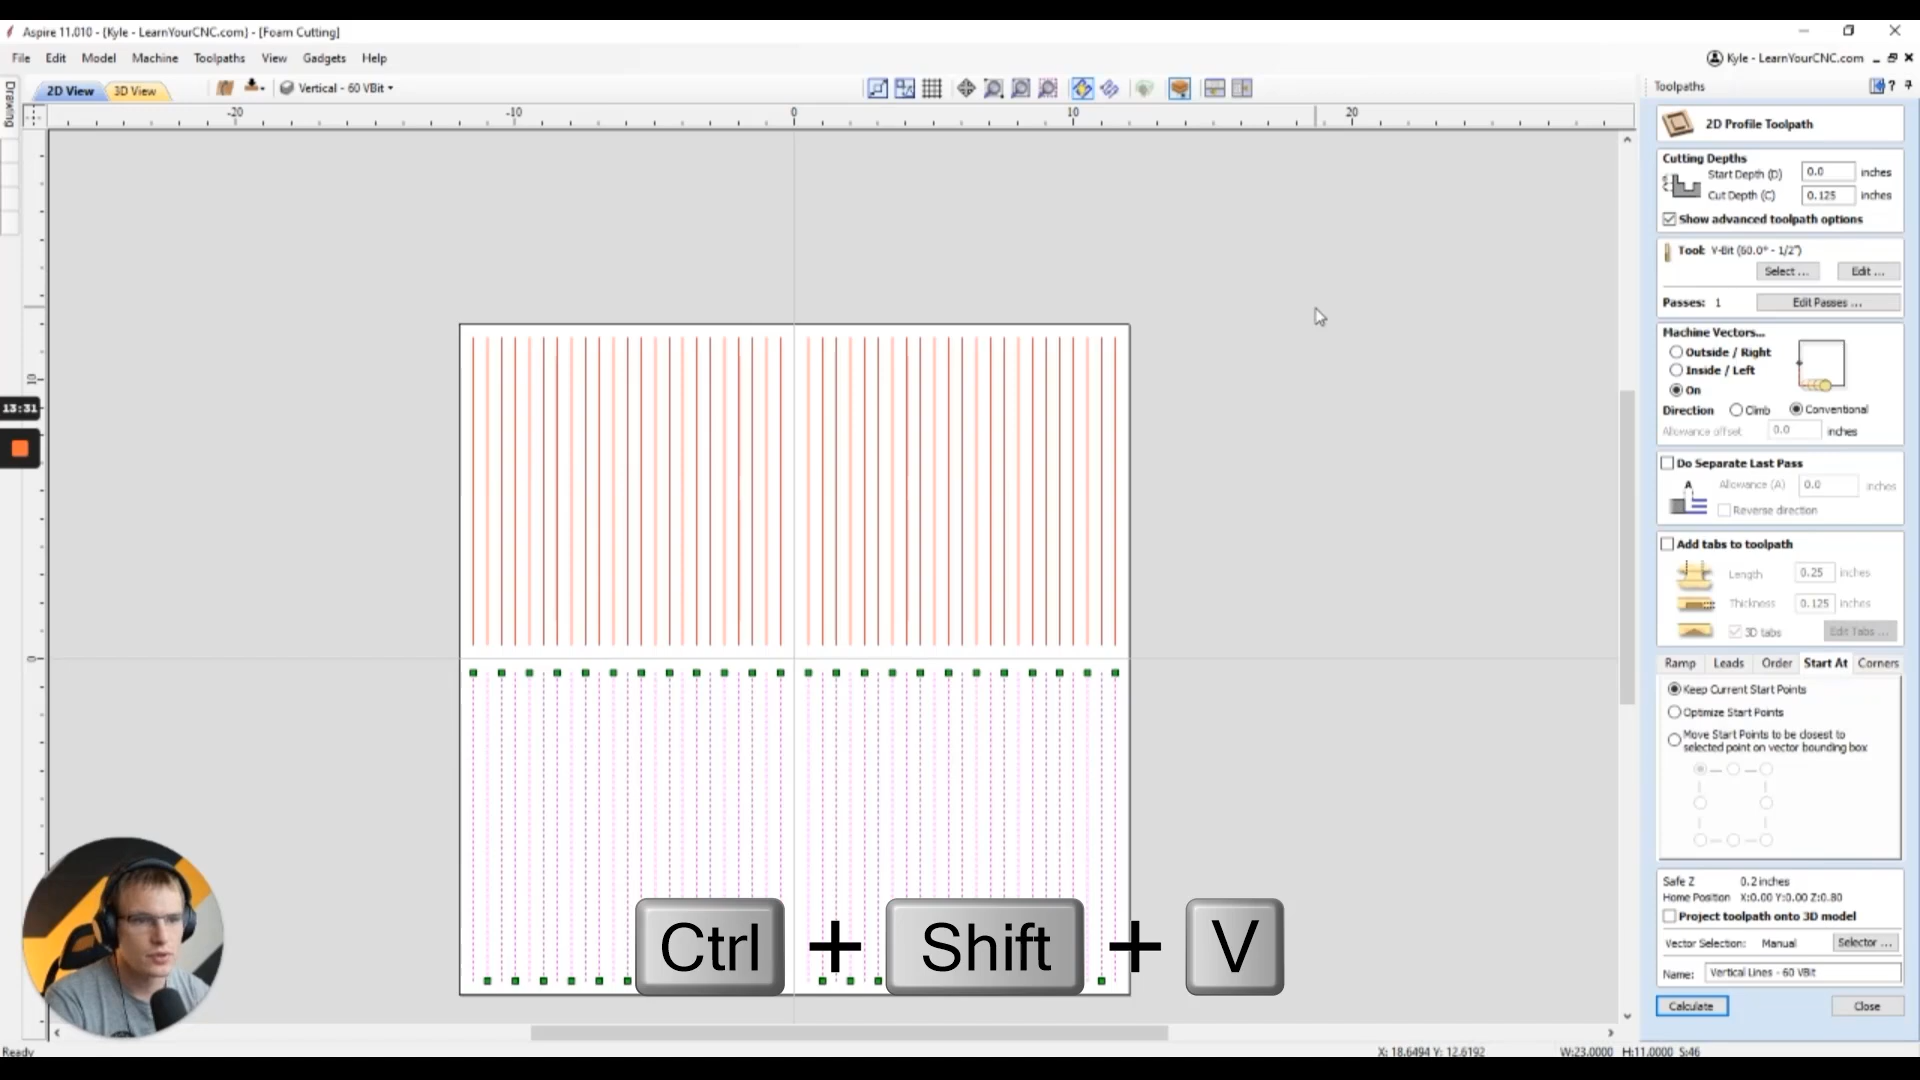 Aspire 11.010 - {Kyle - LearnYourCNC.com} - [Foam Cutting]
File Edit Model Machine Toolpaths View Gadgets Help
Kyle - LearnYourCNC.com
Drawing
2D View 3D View
Vertical - 60 VBit
Toolpaths
-20 -10 0 10 20
10
0
13:31
2D Profile Toolpath
Cutting Depths
Start Depth (D) 0.0 inches
Cut Depth (C) 0.125 inches
Show advanced toolpath options
Tool: V-Bit (60.0° - 1/2")
Select ... Edit ...
Passes: 1 Edit Passes ...
Machine Vectors...
Outside / Right
Inside / Left
On
Direction Climb Conventional
Allowance offset 0.0 inches
Do Separate Last Pass
A Allowance (A) 0.0 inches
Reverse direction
Add tabs to toolpath
Length 0.25 inches
Thickness 0.125 inches
3D tabs Edit Tabs ...
Ramp Leads Order Start At Corners
Keep Current Start Points
Optimize Start Points
Move Start Points to be closest to
selected point on vector bounding box
Safe Z 0.2 inches
Home Position X:0.00 Y:0.00 Z:0.80
Project toolpath onto 3D model
Vector Selection: Manual Selector ...
Name: Vertical Lines - 60 VBit
Calculate Close
Ctrl + Shift + V
Ready
X: 18.6494 Y: 12.6192 W:23.0000 H:11.0000 S:46